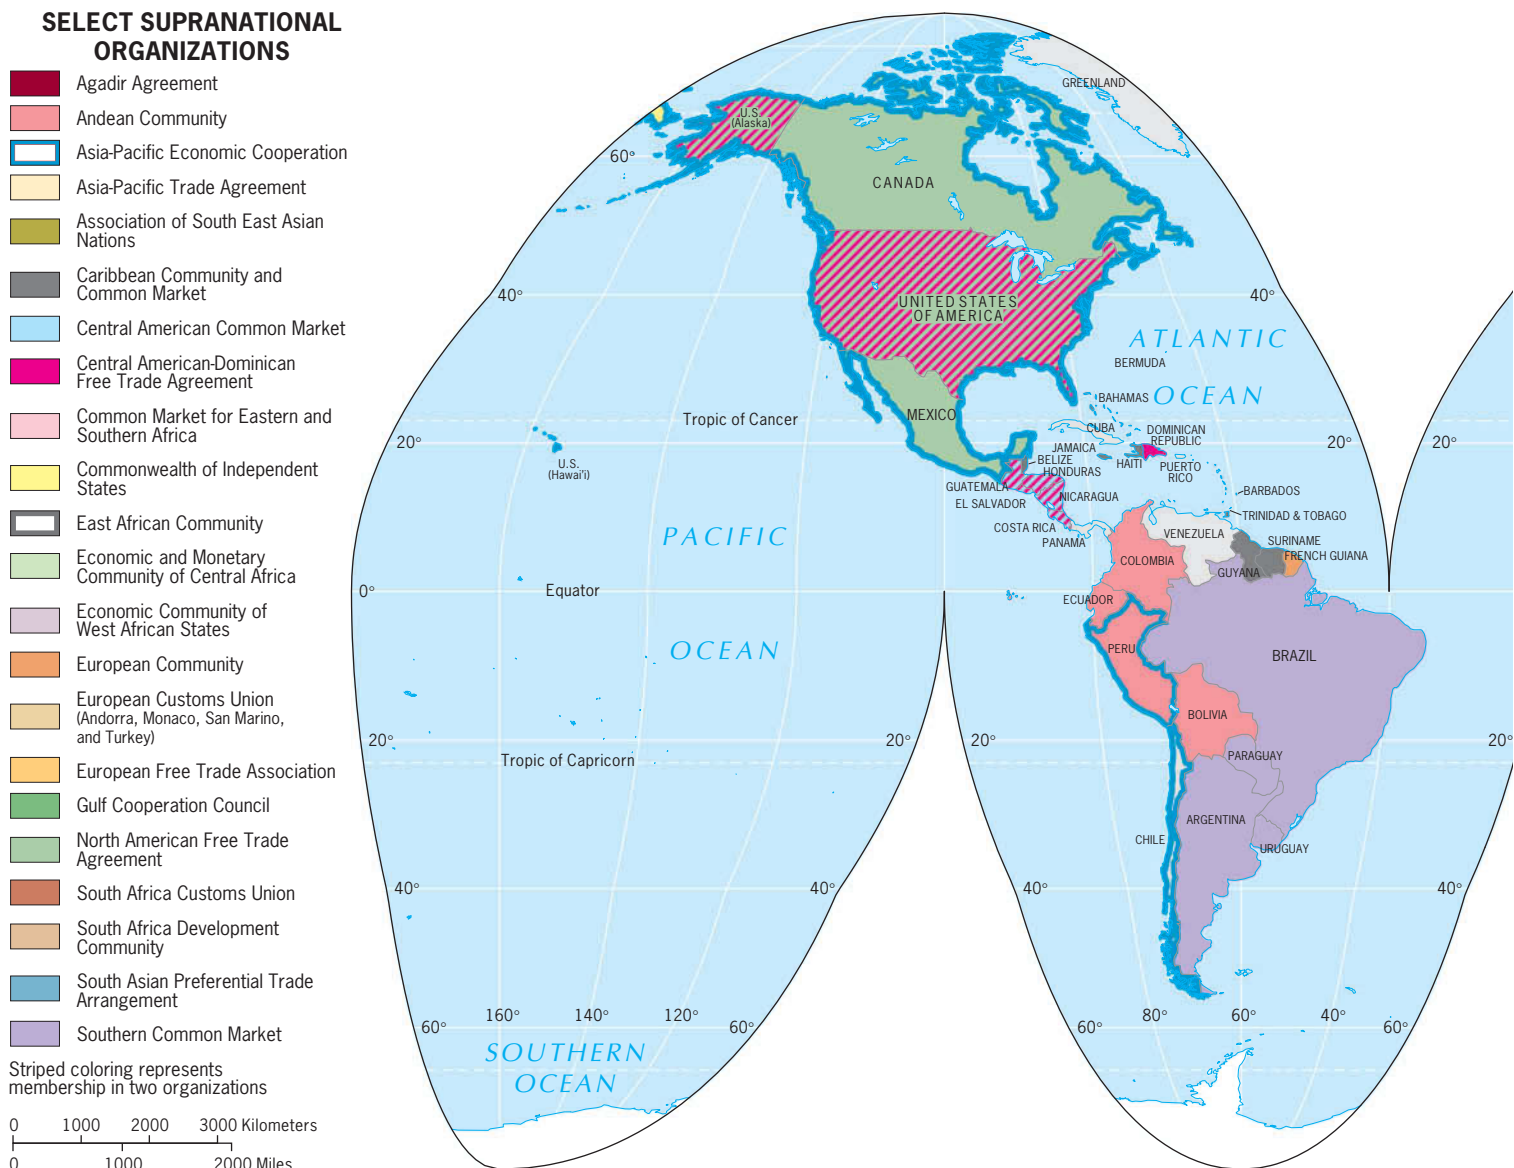 SELECT SUPRANATIONAL
ORGANIZATIONS
Agadir Agreement
Andean Community
Asia-Pacific Economic Cooperation
Asia-Pacific Trade Agreement
Association of South East Asian
Nations
Caribbean Community and
Common Market
Central American Common Market
Central American-Dominican
Free Trade Agreement
Common Market for Eastern and
Southern Africa
Commonwealth of Independent
States
East African Community
Economic and Monetary
Community of Central Africa
Economic Community of
West African States
European Community
European Customs Union
(Andorra, Monaco, San Marino,
and Turkey)
European Free Trade Association
Gulf Cooperation Council
North American Free Trade
Agreement
South Africa Customs Union
South Africa Development
Community
South Asian Preferential Trade
Arrangement
Southern Common Market
Striped coloring represents
membership in two organizations
0 1000 2000 3000 Kilometers
0 1000 2000 Miles
GREENLAND
U.S.
(Alaska)
60°
CANADA
40°
40°
UNITED STATES
OF AMERICA
ATLANTIC
OCEAN
BERMUDA
BAHAMAS
MEXICO
Tropic of Cancer
CUBA
DOMINICAN
REPUBLIC
20°
20°
20°
JAMAICA
BELIZE
HAITI
PUERTO
RICO
U.S.
(Hawai'i)
HONDURAS
GUATEMALA
BARBADOS
NICARAGUA
EL SALVADOR
TRINIDAD & TOBAGO
COSTA RICA
PANAMA
VENEZUELA
SURINAME
FRENCH GUIANA
GUYANA
COLOMBIA
PACIFIC
OCEAN
0°
Equator
ECUADOR
PERU
BRAZIL
BOLIVIA
20°
20°
20°
20°
Tropic of Capricorn
PARAGUAY
ARGENTINA
CHILE
URUGUAY
40°
40°
40°
40°
60°
160°
140°
120°
60°
60°
80°
60°
40°
60°
SOUTHERN
OCEAN